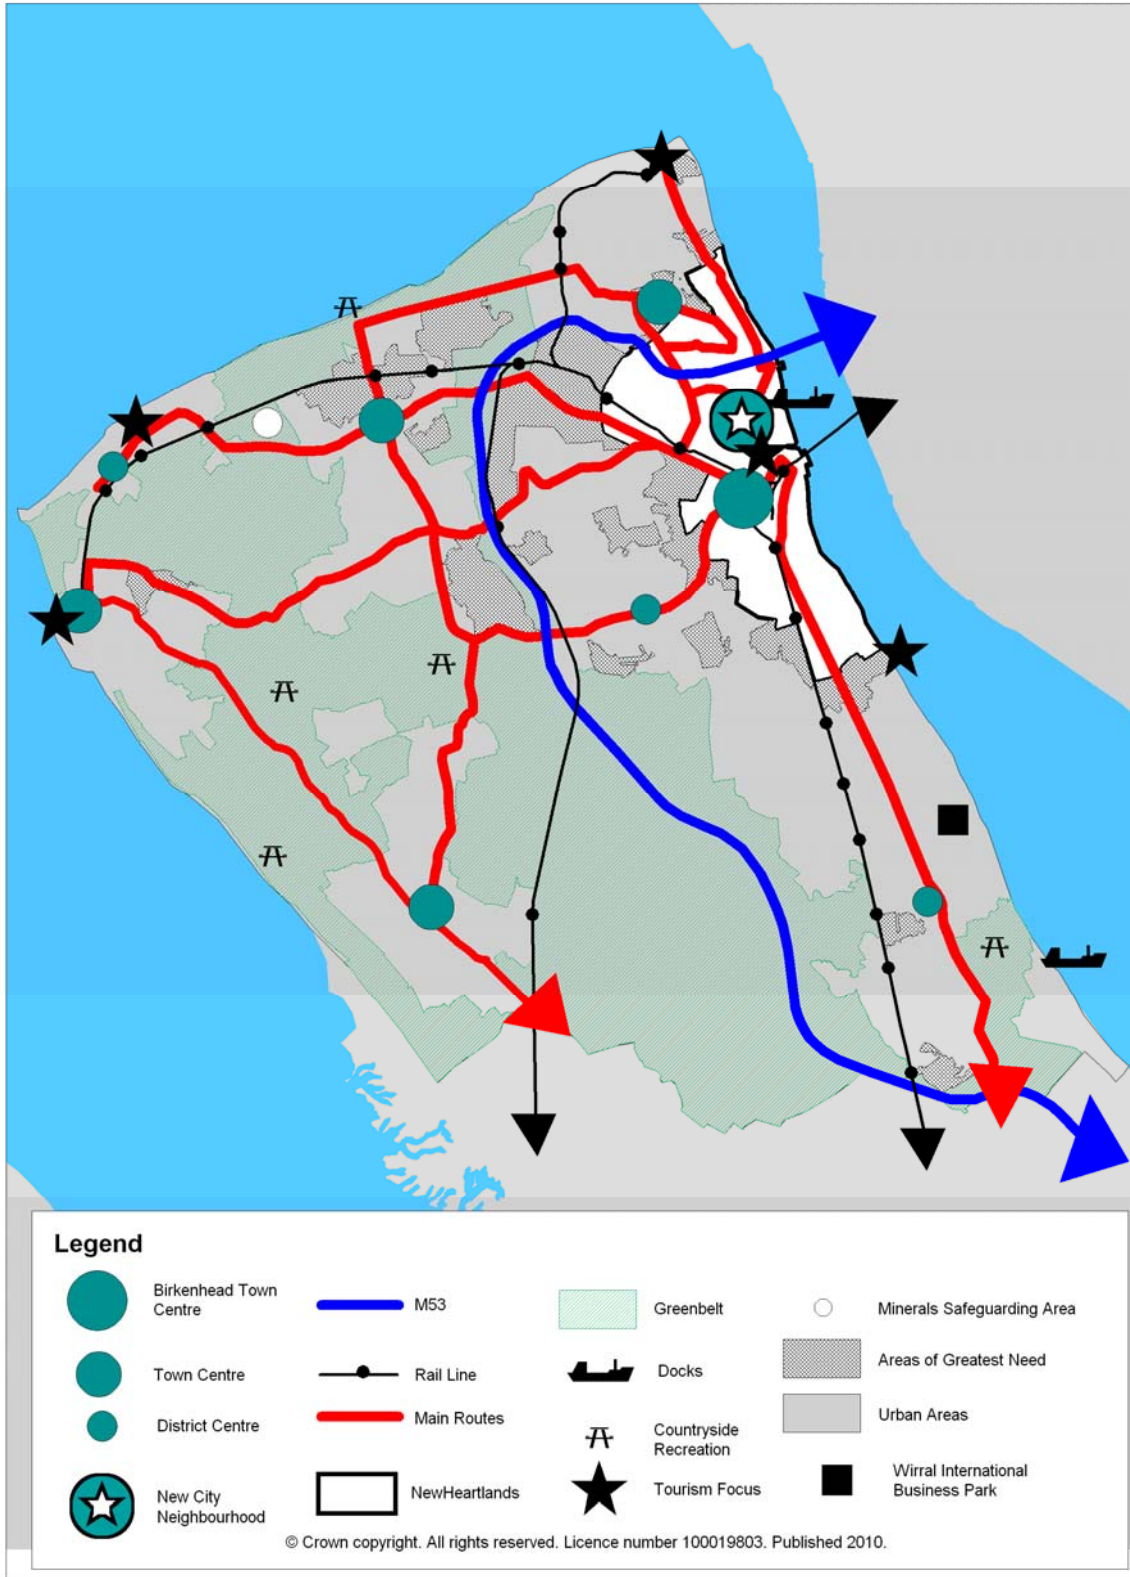 Legend
Birkenhead Town
Centre
Town Centre
District Centre
New City
Neighbourhood
M53
Rail Line
Main Routes
NewHeartlands
Greenbelt
Docks
Countryside
Recreation
Tourism Focus
Minerals Safeguarding Area
Areas of Greatest Need
Urban Areas
Wirral International
Business Park
© Crown copyright. All rights reserved. Licence number 100019803. Published 2010.